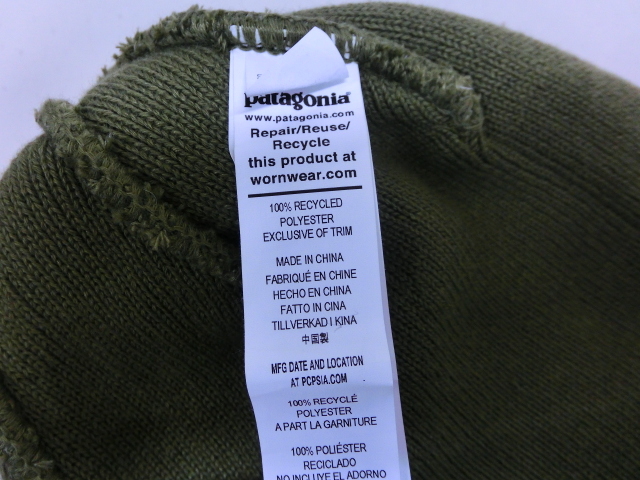 patagonia®
www.patagonia.com
Repair/Reuse/
Recycle
this product at
wornwear.com
100% RECYCLED
POLYESTER
EXCLUSIVE OF TRIM
MADE IN CHINA
FABRIQUÉ EN CHINE
HECHO EN CHINA
FATTO IN CINA
TILLVERKAD I KINA
中国製
MFG DATE AND LOCATION
AT PCPSIA.COM
100% RECYCLÉ
POLYESTER
A PART LA GARNITURE
100% POLIÉSTER
RECICLADO
NO INCLUYE EL ADORNO